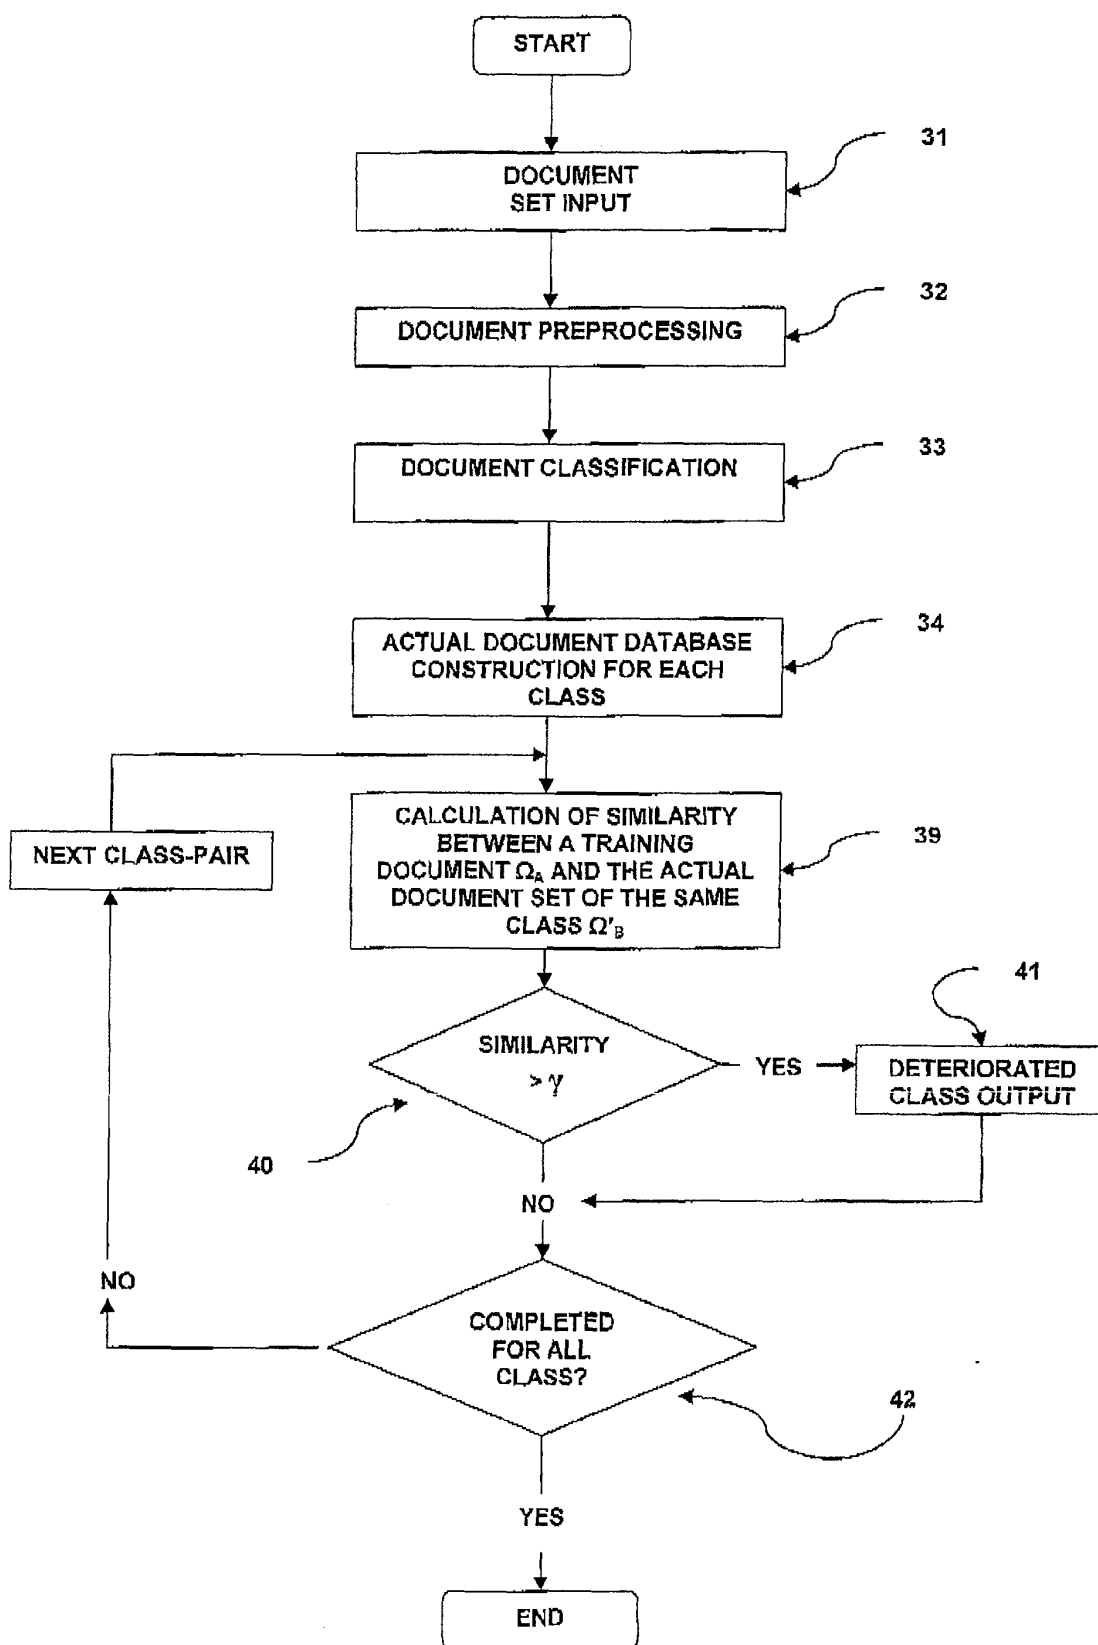 START
31
DOCUMENT
SET INPUT
32
DOCUMENT PREPROCESSING
33
DOCUMENT CLASSIFICATION
34
ACTUAL DOCUMENT DATABASE
CONSTRUCTION FOR EACH
CLASS
CALCULATION OF SIMILARITY
BETWEEN A TRAINING
DOCUMENT Ω_A AND THE ACTUAL
DOCUMENT SET OF THE SAME
CLASS Ω'_B
39
NEXT CLASS-PAIR
41
SIMILARITY
> γ
YES
DETERIORATED
CLASS OUTPUT
40
NO
NO
COMPLETED
FOR ALL
CLASS?
42
YES
END